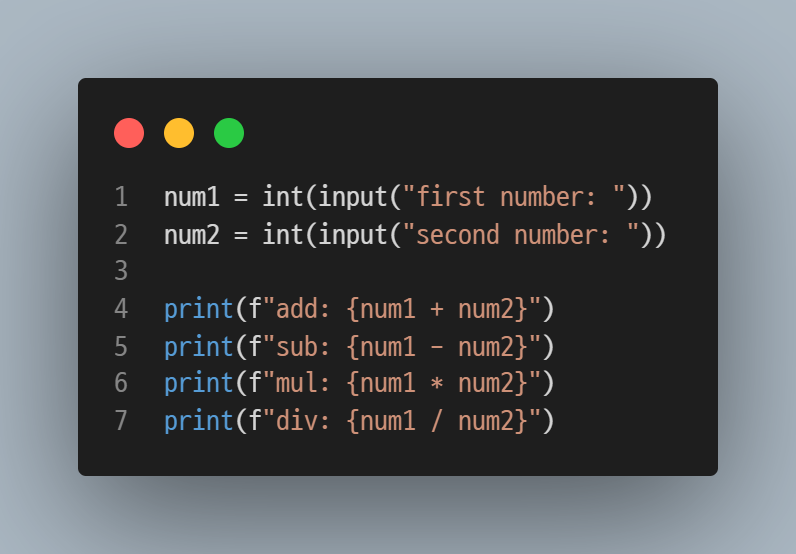 1 num1 = int(input("first number: "))
2 num2 = int(input("second number: "))
3
4 print(f"add: {num1 + num2}")
5 print(f"sub: {num1 - num2}")
6 print(f"mul: {num1 * num2}")
7 print(f"div: {num1 / num2}")